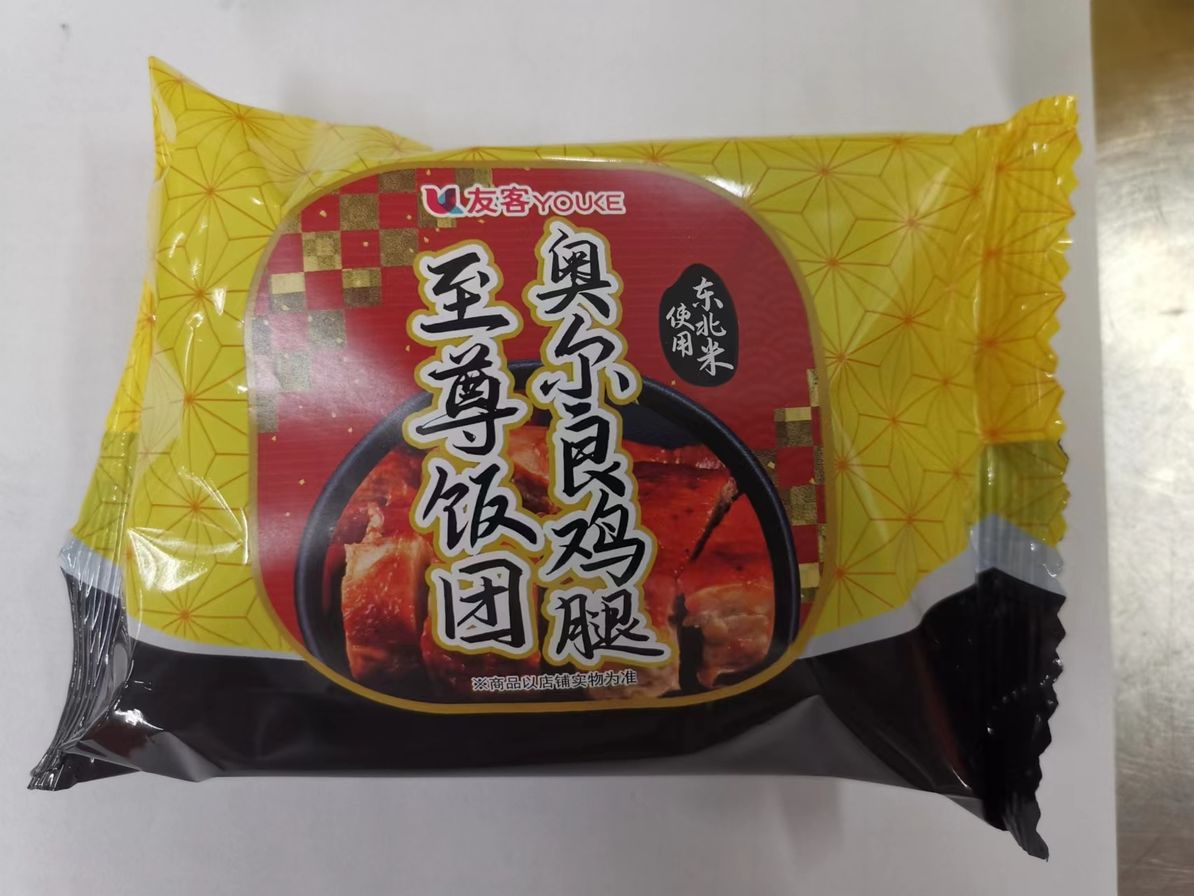 友客YOUKE
奥尔良鸡腿
至尊饭团
东北米
使用
※商品以店铺实物为准